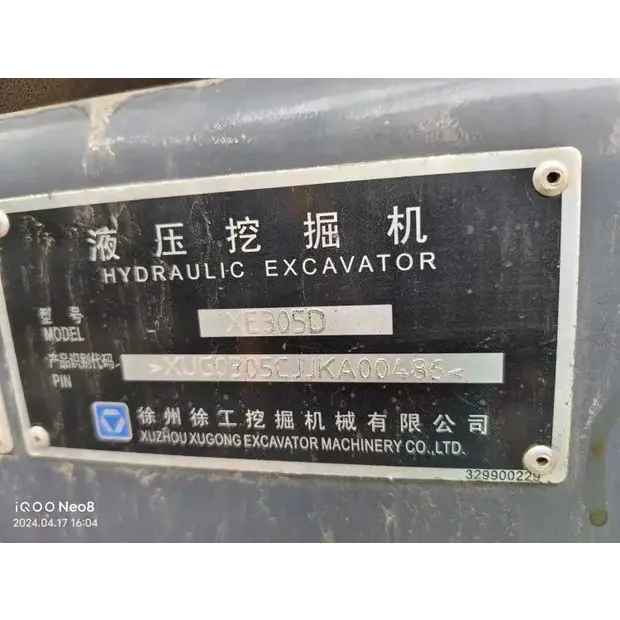 液压挖掘机
HYDRAULIC EXCAVATOR
型号 XE305D
MODEL
产品识别代码 >XUG0305CJJKA00486<
PIN
徐州徐工挖掘机械有限公司
XUZHOU XUGONG EXCAVATOR MACHINERY CO.,LTD.
329900229
iQOO Neo8
2024.04.17 16:04